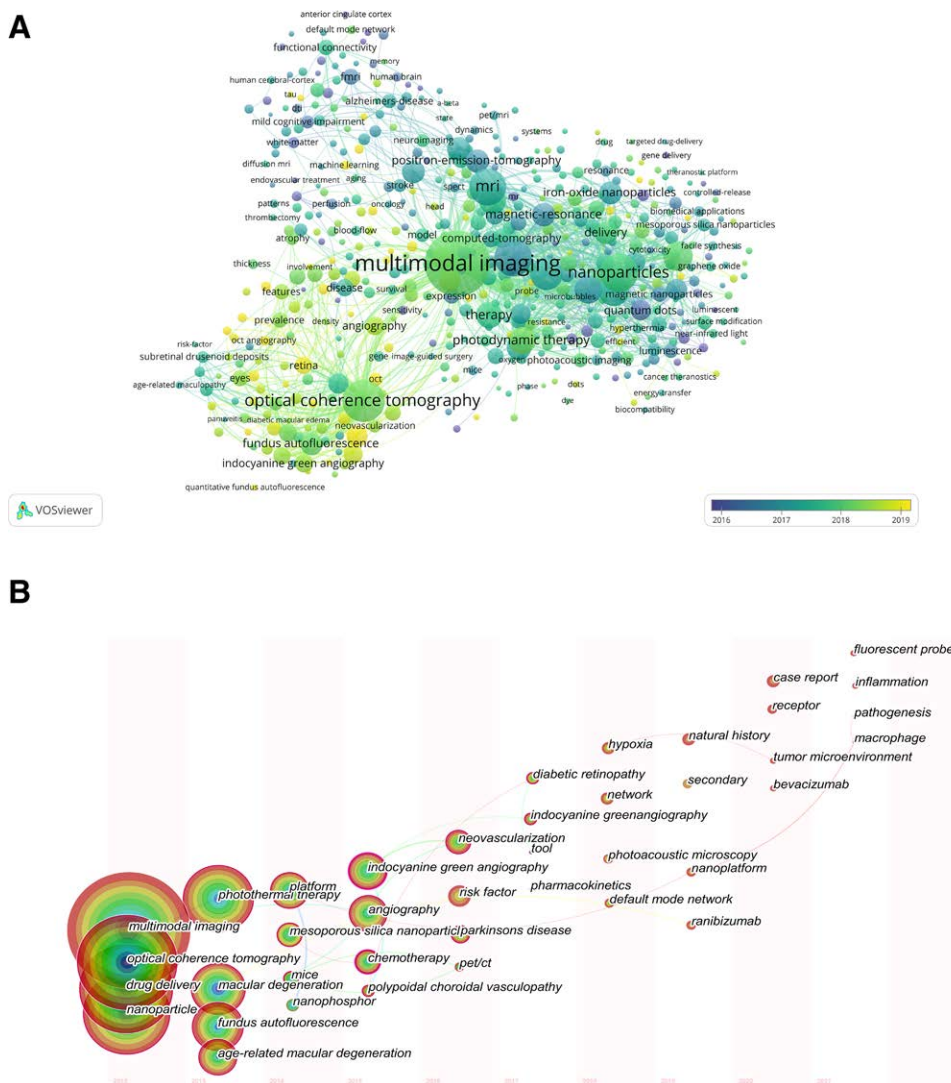 A
anterior cingulate cortex
default mode network
functional connectivity
memory
human cerebral-cortex
fmri
human brain
tau
alzheimers-disease
a-beta
dti
state
pet/mri
mild cognitive impairment
dynamics
systems
white-matter
neuroimaging
drug
targeted drug-delivery
gene delivery
diffusion mri
machine learning
positron-emission-tomography
resonance
theranostic platform
endovascular treatment
aging
stroke
spect
mri
iron-oxide nanoparticles
controlled-release
patterns
perfusion
oncology
head
mr
magnetic-resonance
biomedical applications
thrombectomy
blood-flow
mesoporous silica nanoparticles
atrophy
model
computed-tomography
delivery
cytotoxicity
facile synthesis
thickness
involvement
multimodal imaging
nanoparticles
graphene oxide
features
disease
survival
expression
probe
microbubbles
magnetic nanoparticles
sensitivity
therapy
quantum dots
luminescent
prevalence
density
angiography
resistance
surface modification
oct angiography
hyperthermia
near-infrared light
risk-factor
photodynamic therapy
efficient
subretinal drusenoid deposits
retina
gene
image-guided surgery
oxygen
photoacoustic imaging
luminescence
age-related maculopathy
eyes
oct
mice
cancer theranostics
phase
dots
energy-transfer
optical coherence tomography
dye
biocompatibility
panuveitis
diabetic macular edema
neovascularization
fundus autofluorescence
indocyanine green angiography
quantitative fundus autofluorescence
VOSviewer
2016
2017
2018
2019
B
fluorescent probe
case report
inflammation
receptor
pathogenesis
natural history
macrophage
hypoxia
tumor microenvironment
diabetic retinopathy
secondary
bevacizumab
network
indocyanine greenangiography
neovascularization
tool
photoacoustic microscopy
indocyanine green angiography
nanoplatform
platform
pharmacokinetics
photothermal therapy
risk factor
default mode network
angiography
ranibizumab
multimodal imaging
mesoporous silica nanoparticl
parkinsons disease
optical coherence tomography
chemotherapy
pet/ct
drug delivery
macular degeneration
mice
polypoidal choroidal vasculopathy
nanoparticle
nanophosphor
fundus autofluorescence
age-related macular degeneration